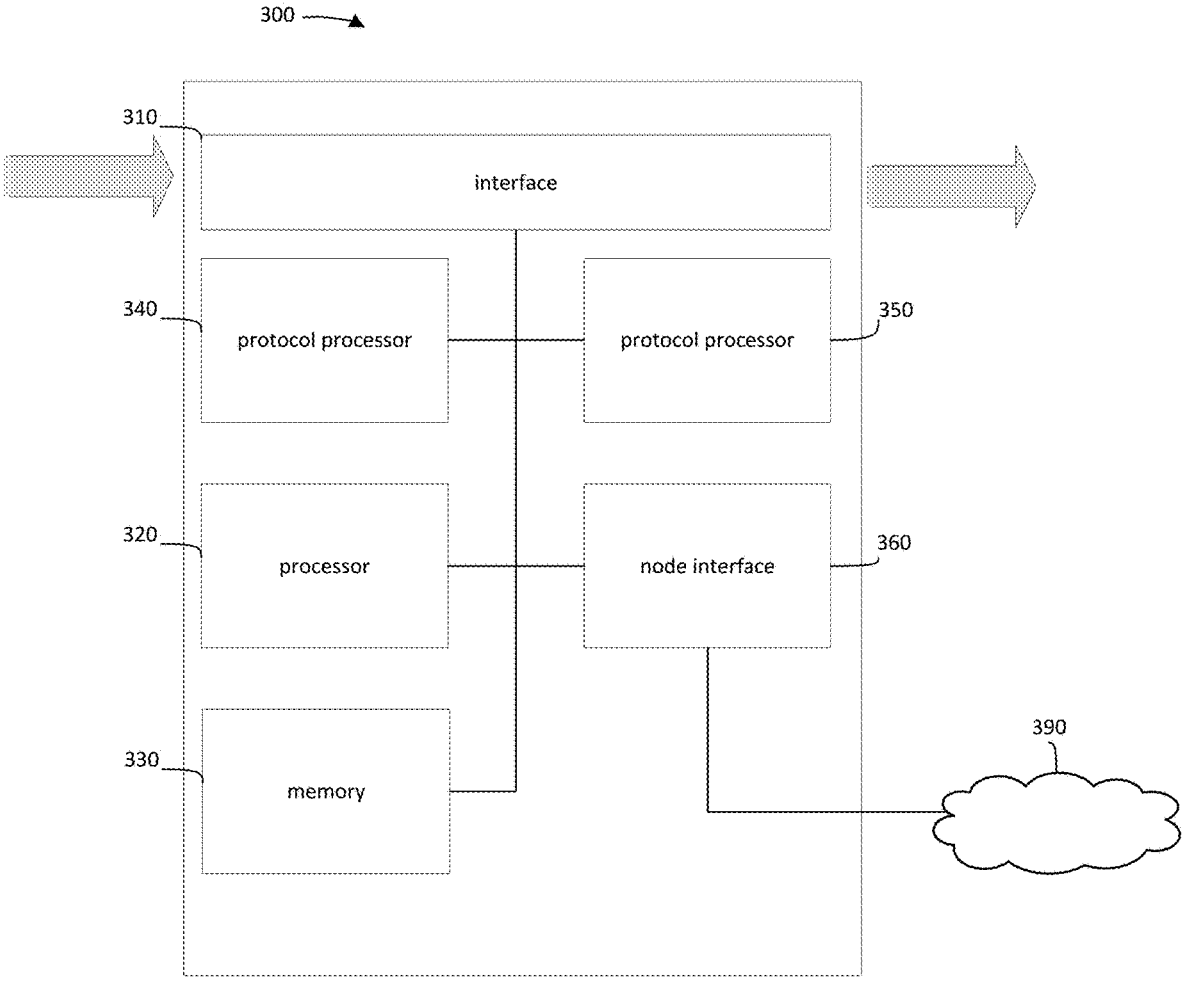 300
310
interface
340
protocol processor
protocol processor
350
320
processor
node interface
360
330
memory
390